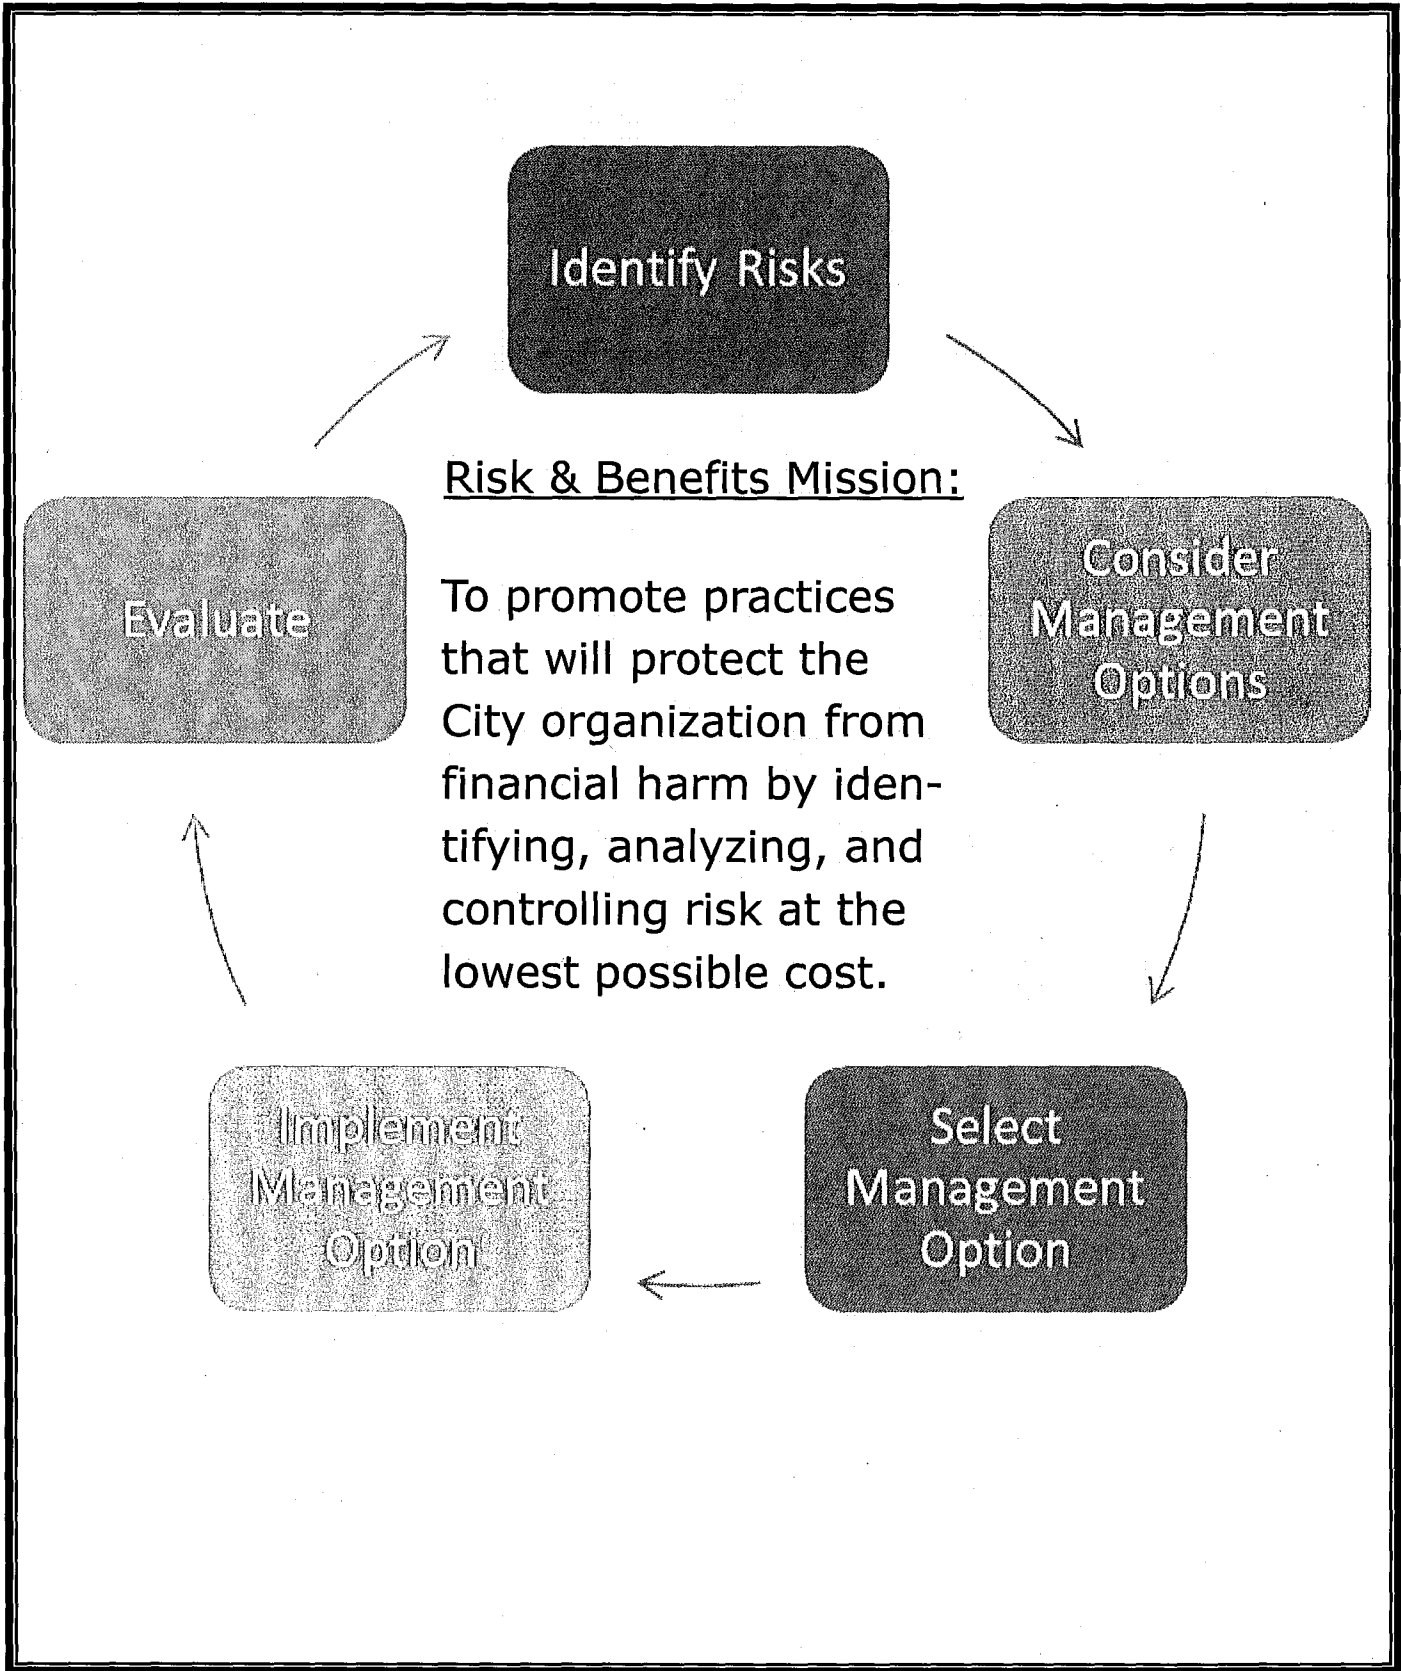 Identify Risks
Risk & Benefits Mission:
Consider
Management
Options
Evaluate
To promote practices
that will protect the
City organization from
financial harm by iden-
tifying, analyzing, and
controlling risk at the
lowest possible cost.
Select
Management
Option
Implement
Management
Option